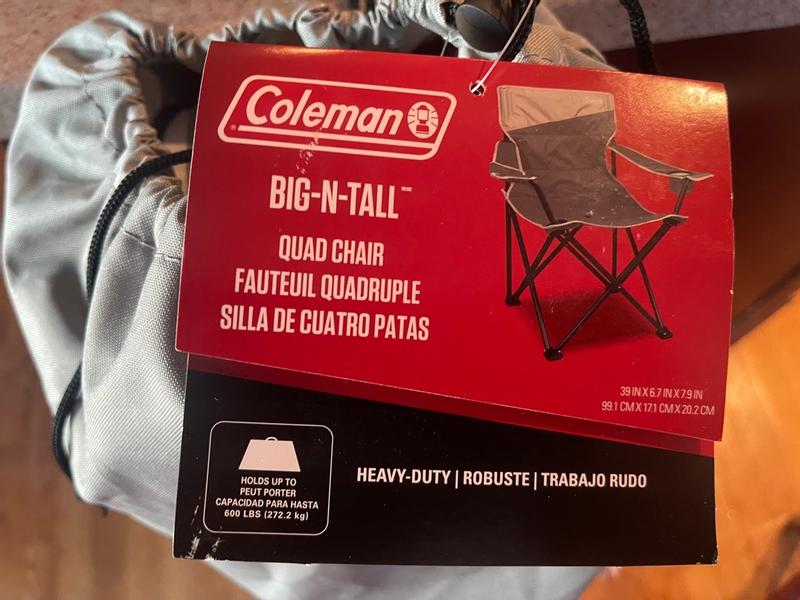 Coleman
BIG-N-TALL™
QUAD CHAIR
FAUTEUIL QUADRUPLE
SILLA DE CUATRO PATAS
39 IN X 6.7 IN X 7.9 IN
99.1 CM X 17.1 CM X 20.2 CM
HOLDS UP TO
PEUT PORTER
CAPACIDAD PARA HASTA
600 LBS (272.2 kg)
HEAVY-DUTY | ROBUSTE | TRABAJO RUDO